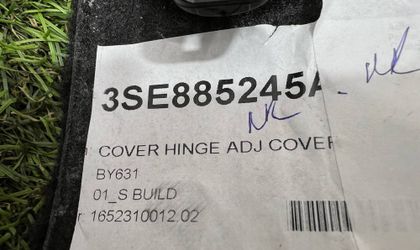 3SE885245A
COVER HINGE ADJ COVER
BY631
01_S BUILD
r 1652310012.02